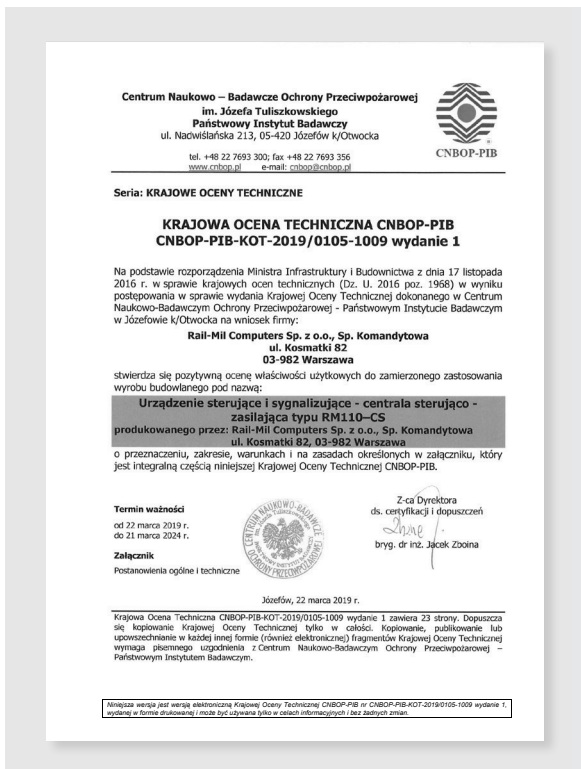 Centrum Naukowo – Badawcze Ochrony Przeciwpożarowej
im. Józefa Tuliszkowskiego
Państwowy Instytut Badawczy
ul. Nadwiślańska 213, 05-420 Józefów k/Otwocka
tel. +48 22 7693 300; fax +48 22 7693 356
www.cnbop.pl e-mail: cnbop@cnbop.pl
CNBOP-PIB
Seria: KRAJOWE OCENY TECHNICZNE
KRAJOWA OCENA TECHNICZNA CNBOP-PIB
CNBOP-PIB-KOT-2019/0105-1009 wydanie 1
Na podstawie rozporządzenia Ministra Infrastruktury i Budownictwa z dnia 17 listopada
2016 r. w sprawie krajowych ocen technicznych (Dz. U. 2016 poz. 1968) w wyniku
postępowania w sprawie wydania Krajowej Oceny Technicznej dokonanego w Centrum
Naukowo-Badawczym Ochrony Przeciwpożarowej - Państwowym Instytucie Badawczym
w Józefowie k/Otwocka na wniosek firmy:
Rail-Mil Computers Sp. z o.o., Sp. Komandytowa
ul. Kosmatki 82
03-982 Warszawa
stwierdza się pozytywną ocenę właściwości użytkowych do zamierzonego zastosowania
wyrobu budowlanego pod nazwą:
Urządzenie sterujące i sygnalizujące - centrala sterująco -
zasilająca typu RM110–CS
produkowanego przez: Rail-Mil Computers Sp. z o.o., Sp. Komandytowa
ul. Kosmatki 82, 03-982 Warszawa
o przeznaczeniu, zakresie, warunkach i na zasadach określonych w załączniku, który
jest integralną częścią niniejszej Krajowej Oceny Technicznej CNBOP-PIB.
Termin ważności
od 22 marca 2019 r.
do 21 marca 2024 r.
Załącznik
Postanowienia ogólne i techniczne
Z-ca Dyrektora
ds. certyfikacji i dopuszczeń
bryg. dr inż. Jacek Zboina
Józefów, 22 marca 2019 r.
Krajowa Ocena Techniczna CNBOP-PIB-KOT-2019/0105-1009 wydanie 1 zawiera 23 strony. Dopuszcza
się kopiowanie Krajowej Oceny Technicznej tylko w całości. Kopiowanie, publikowanie lub
upowszechnianie w każdej innej formie (również elektronicznej) fragmentów Krajowej Oceny Technicznej
wymaga pisemnego uzgodnienia z Centrum Naukowo-Badawczym Ochrony Przeciwpożarowej –
Państwowym Instytutem Badawczym.
Niniejsza wersja jest wersją elektroniczną Krajowej Oceny Technicznej CNBOP-PIB nr CNBOP-PIB-KOT-2019/0105-1009 wydanie 1,
wydanej w formie drukowanej i może być używana tylko w celach informacyjnych i bez żadnych zmian.